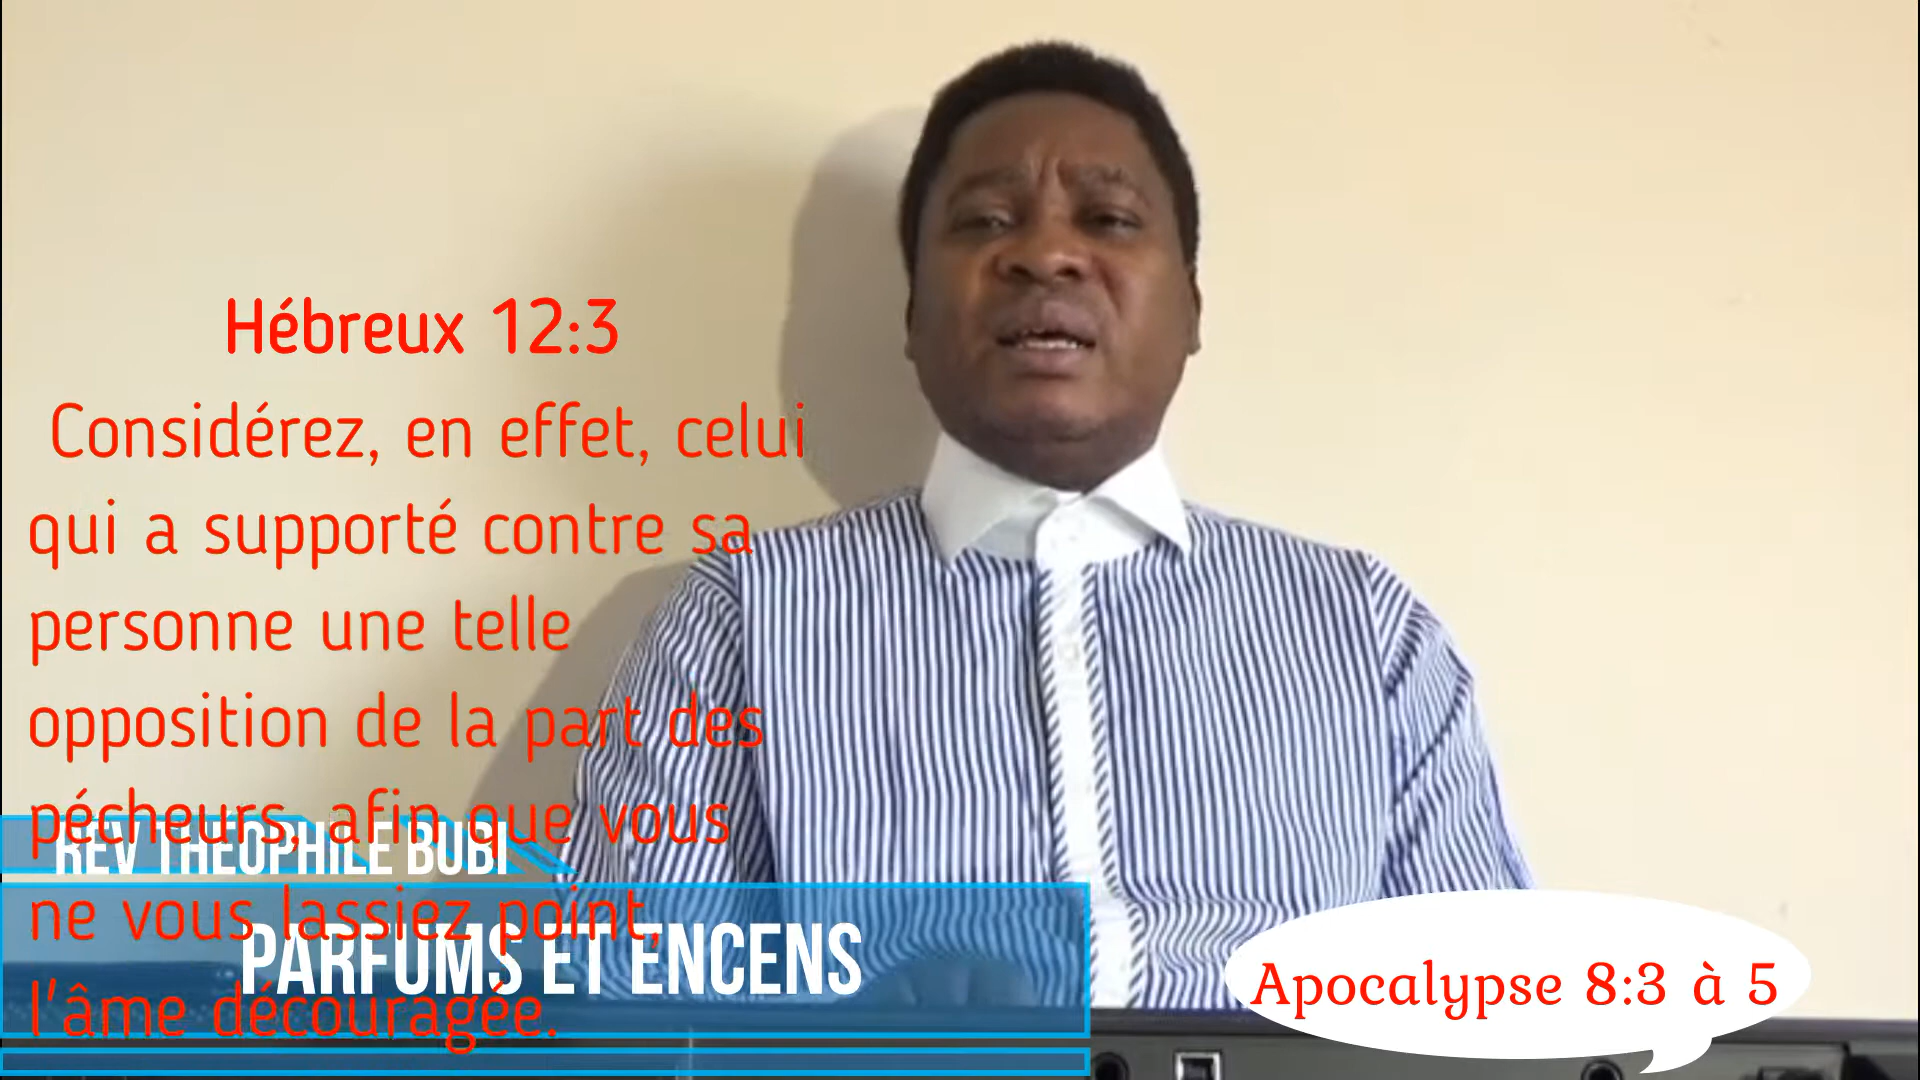 Hébreux 12:3
Considérez, en effet, celui
qui a supporté contre sa
personne une telle
opposition de la part des
pécheurs, afin que vous
ne vous lassiez point,
l'âme découragée.
REV THÉOPHILE BUBI
PARFUMS ET ENCENS
Apocalypse 8:3 à 5